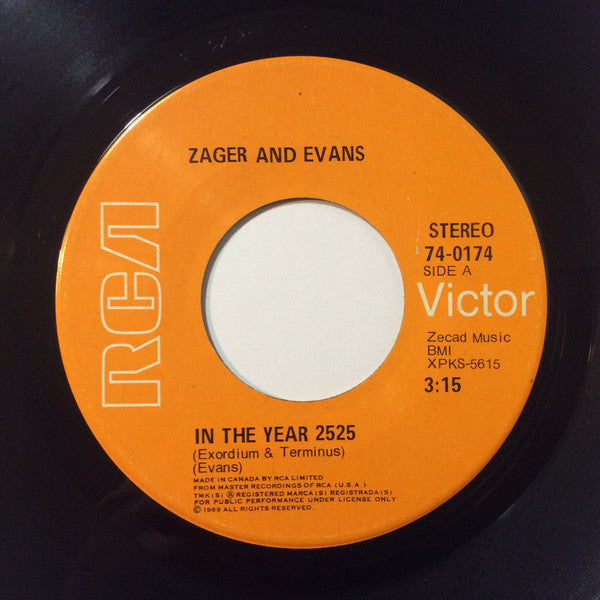 ZAGER AND EVANS
RCA
STEREO
74-0174
SIDE A
Victor
Zecad Music
BMI
XPKS-5615
3:15
IN THE YEAR 2525
(Exordium & Terminus)
(Evans)
MADE IN CANADA BY RCA LIMITED
FROM MASTER RECORDINGS OF RCA (U.S.A.)
TMK(S) ® REGISTERED MARCA(S) REGISTRADA(S)
FOR PUBLIC PERFORMANCE UNDER LICENSE ONLY
© 1969 ALL RIGHTS RESERVED.